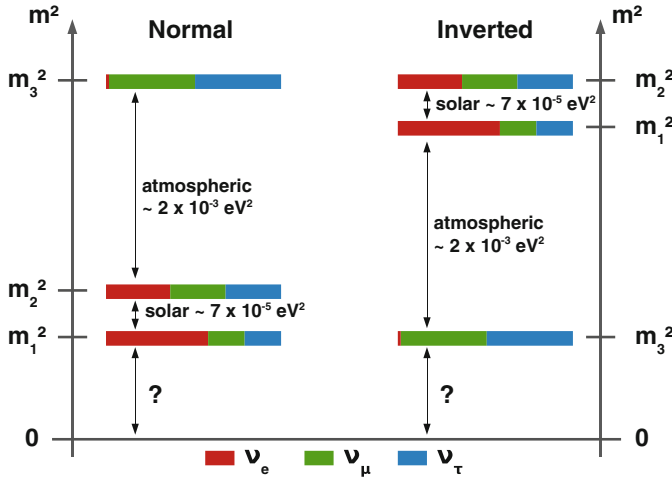 m²
Normal
Inverted
m²
m₃²
m₂²
solar ~ 7 x 10⁻⁵ eV²
m₁²
atmospheric
~ 2 x 10⁻³ eV²
atmospheric
~ 2 x 10⁻³ eV²
m₂²
solar ~ 7 x 10⁻⁵ eV²
m₁²
m₃²
?
?
0
0
νₑ
ν_μ
ν_τ